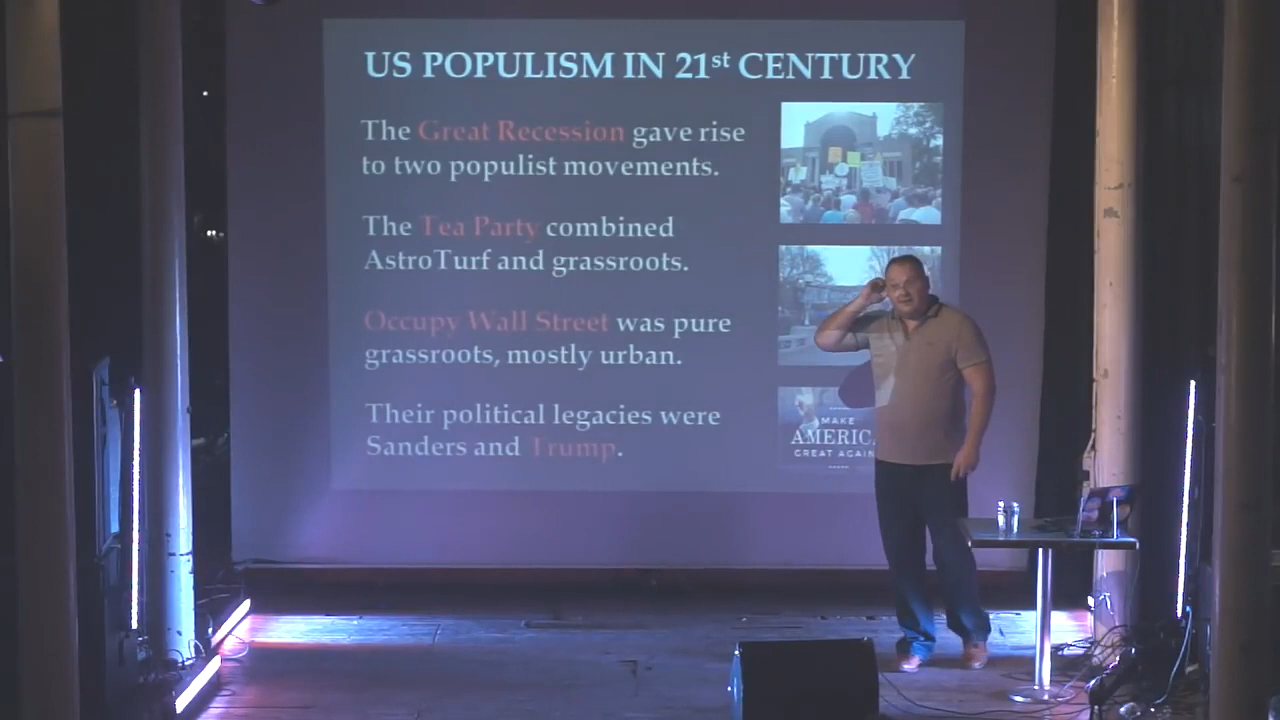 US POPULISM IN 21st CENTURY
The Great Recession gave rise
to two populist movements.
The Tea Party combined
AstroTurf and grassroots.
Occupy Wall Street was pure
grassroots, mostly urban.
Their political legacies were
Sanders and Trump.
MAKE
AMERICA
GREAT AGAIN